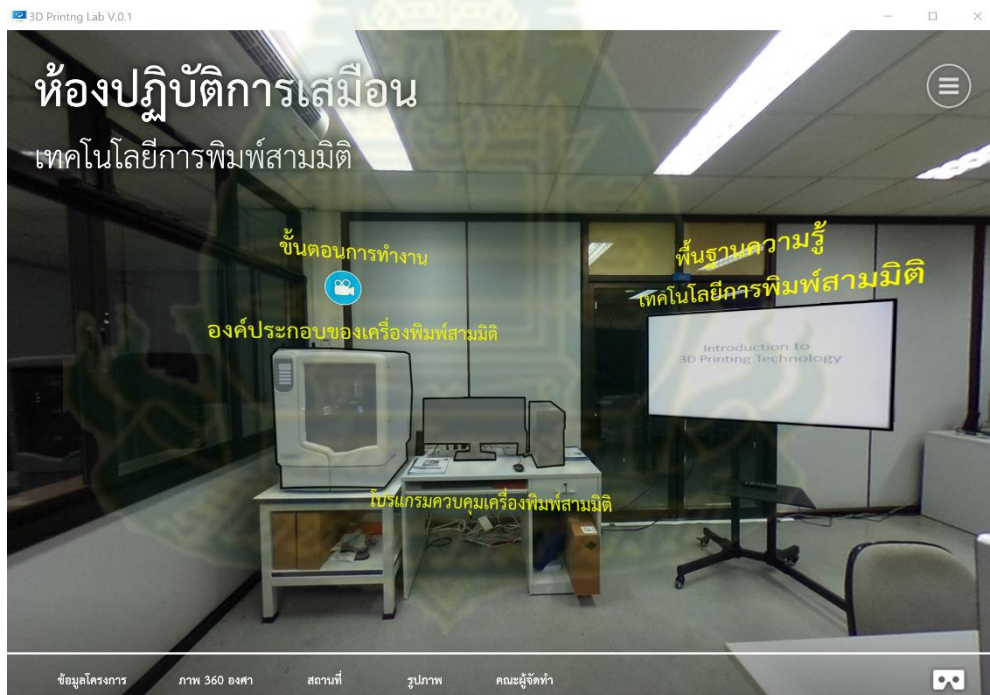 3D Printng Lab V.0.1
ห้องปฏิบัติการเสมือน
เทคโนโลยีการพิมพ์สามมิติ
ขั้นตอนการทำงาน
พื้นฐานความรู้
เทคโนโลยีการพิมพ์สามมิติ
องค์ประกอบของเครื่องพิมพ์สามมิติ
Introduction to
3D Printing Technology
โปรแกรมควบคุมเครื่องพิมพ์สามมิติ
ข้อมูลโครงการ ภาพ 360 องศา สถานที่ รูปภาพ คณะผู้จัดทำ